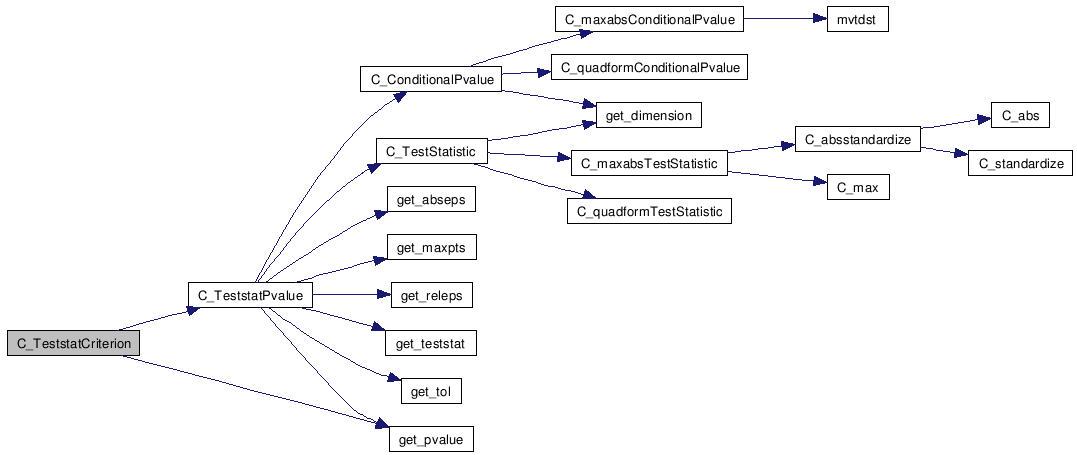 C_maxabsConditionalPvalue
mvtdst
C_quadformConditionalPvalue
C_ConditionalPvalue
get_dimension
C_abs
C_absstandardize
C_TestStatistic
C_maxabsTestStatistic
C_standardize
C_max
get_abseps
C_quadformTestStatistic
get_maxpts
C_TeststatPvalue
get_releps
C_TeststatCriterion
get_teststat
get_tol
get_pvalue